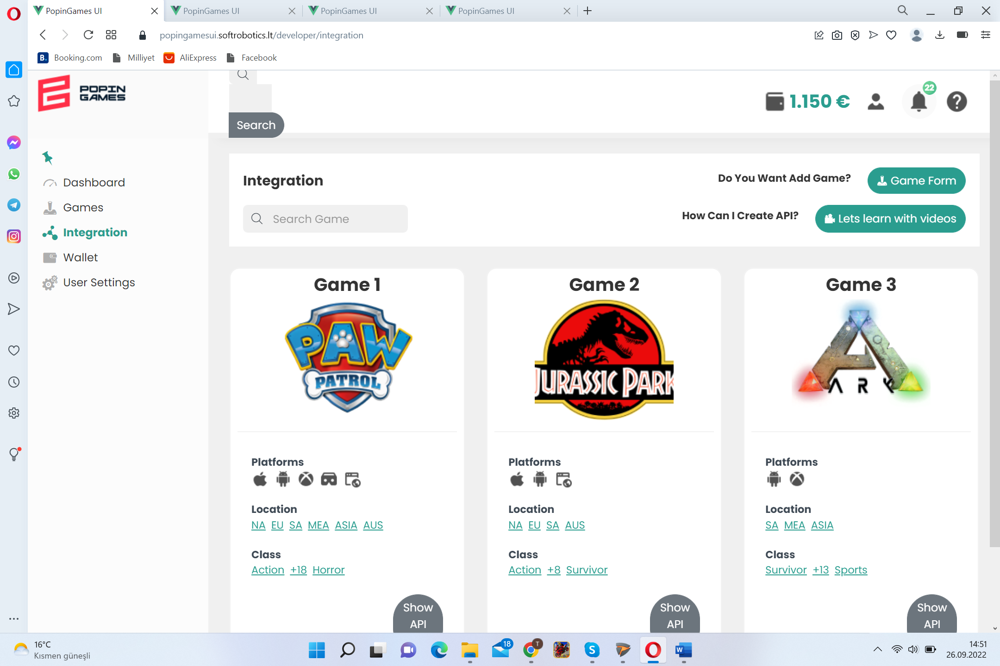 PopinGames UI
PopinGames UI
PopinGames UI
PopinGames UI
popingamesui.softrobotics.lt/developer/integration
B. Booking.com
Milliyet
AliExpress
Facebook
POPIN
GAMES
Search
1.150 €
22
Dashboard
Games
Integration
Wallet
User Settings
Integration
Do You Want Add Game?
Game Form
Search Game
How Can I Create API?
Lets learn with videos
Game 1
PAW
PATROL
Platforms
Location
NA EU SA MEA ASIA AUS
Class
Action +18 Horror
Show
API
Game 2
JURASSIC PARK
Platforms
Location
NA EU SA AUS
Class
Action +8 Survivor
Show
API
Game 3
ARK
Platforms
Location
SA MEA ASIA
Class
Survivor +13 Sports
Show
API
16°C
Kısmen güneşli
18
T
S
W
14:51
26.09.2022